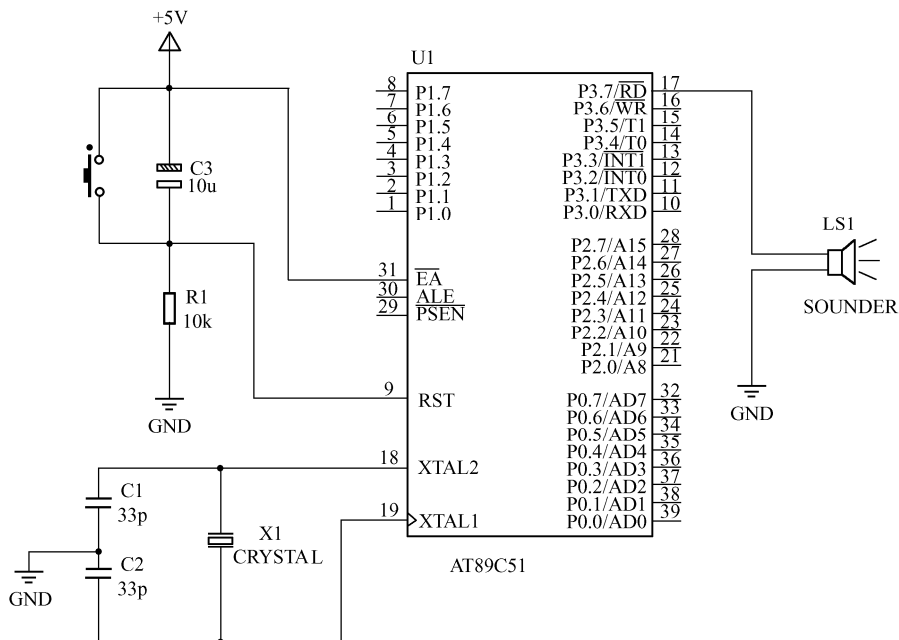 +5V
C3
10u
R1
10k
GND
U1
8 P1.7
7 P1.6
6 P1.5
5 P1.4
4 P1.3
3 P1.2
2 P1.1
1 P1.0
31 EA
30 ALE
29 PSEN
9 RST
18 XTAL2
19 XTAL1
P3.7/RD 17
P3.6/WR 16
P3.5/T1 15
P3.4/T0 14
P3.3/INT1 13
P3.2/INT0 12
P3.1/TXD 11
P3.0/RXD 10
P2.7/A15 28
P2.6/A14 27
P2.5/A13 26
P2.4/A12 25
P2.3/A11 24
P2.2/A10 23
P2.1/A9 22
P2.0/A8 21
P0.7/AD7 32
P0.6/AD6 33
P0.5/AD5 34
P0.4/AD4 35
P0.3/AD3 36
P0.2/AD2 37
P0.1/AD1 38
P0.0/AD0 39
AT89C51
LS1
SOUNDER
GND
C1
33p
C2
33p
GND
X1
CRYSTAL